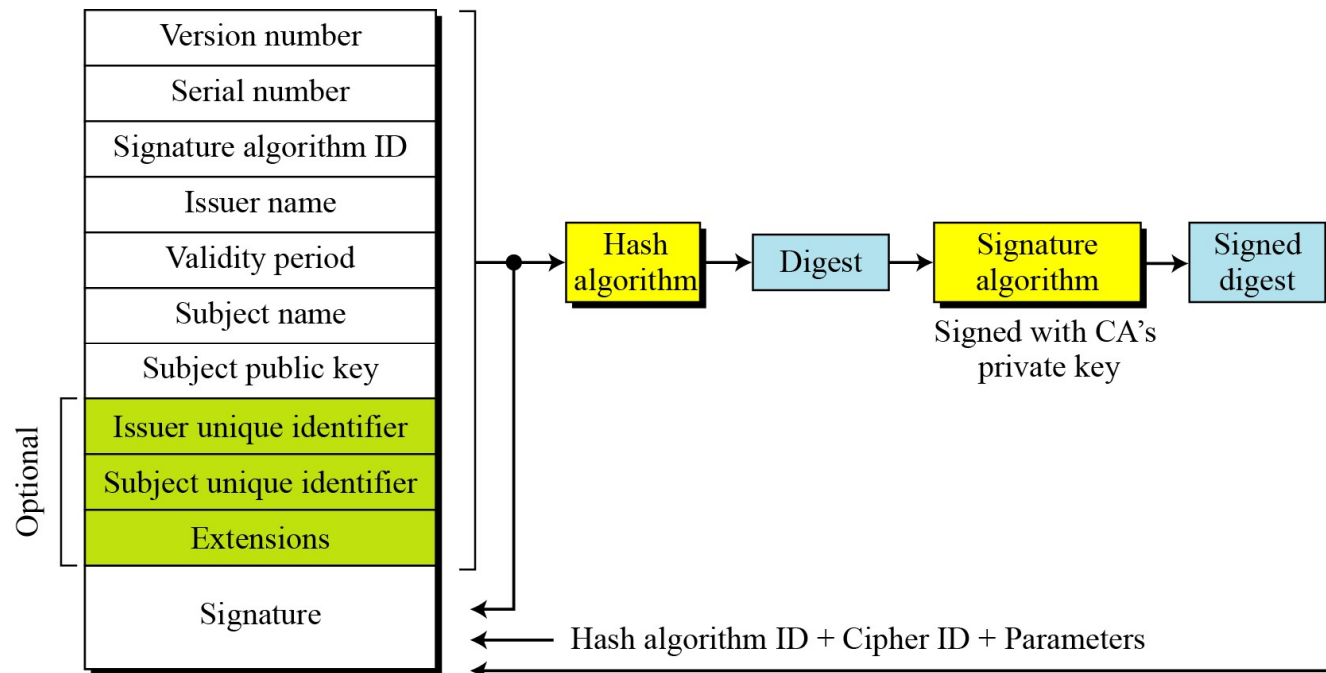 Version number
Serial number
Signature algorithm ID
Issuer name
Validity period
Subject name
Subject public key
Optional
Issuer unique identifier
Subject unique identifier
Extensions
Signature
Hash
algorithm
Digest
Signature
algorithm
Signed with CA’s
private key
Signed
digest
Hash algorithm ID + Cipher ID + Parameters